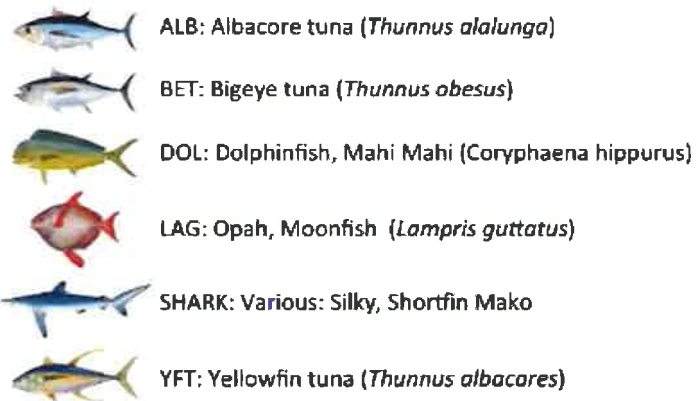 ALB: Albacore tuna (Thunnus alalunga)
BET: Bigeye tuna (Thunnus obesus)
DOL: Dolphinfish, Mahi Mahi (Coryphaena hippurus)
LAG: Opah, Moonfish (Lampris guttatus)
SHARK: Various: Silky, Shortfin Mako
YFT: Yellowfin tuna (Thunnus albacares)